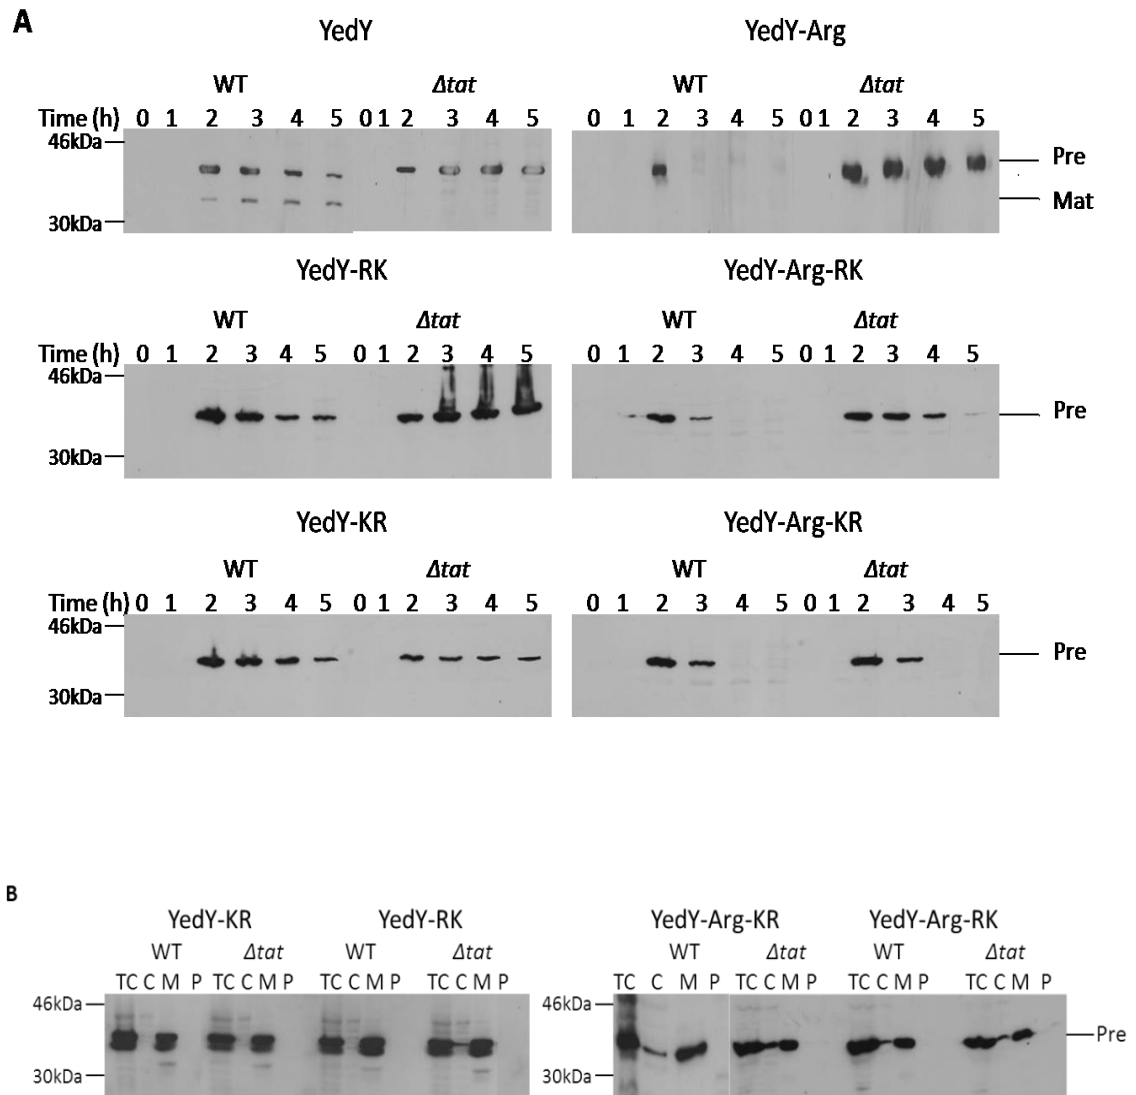 A
YedY YedY-Arg
WT Δtat WT Δtat
Time (h) 0 1 2 3 4 5 0 1 2 3 4 5 0 1 2 3 4 5 0 1 2 3 4 5
46kDa
Pre
Mat
30kDa
YedY-RK YedY-Arg-RK
WT Δtat WT Δtat
Time (h) 0 1 2 3 4 5 0 1 2 3 4 5 0 1 2 3 4 5 0 1 2 3 4 5
46kDa
Pre
30kDa
YedY-KR YedY-Arg-KR
WT Δtat WT Δtat
Time (h) 0 1 2 3 4 5 0 1 2 3 4 5 0 1 2 3 4 5 0 1 2 3 4 5
46kDa
Pre
30kDa
B
YedY-KR YedY-RK YedY-Arg-KR YedY-Arg-RK
WT Δtat WT Δtat WT Δtat WT Δtat
TC C M P TC C M P TC C M P TC C M P TC C M P TC C M P TC C M P TC C M P
46kDa 46kDa
Pre
30kDa 30kDa